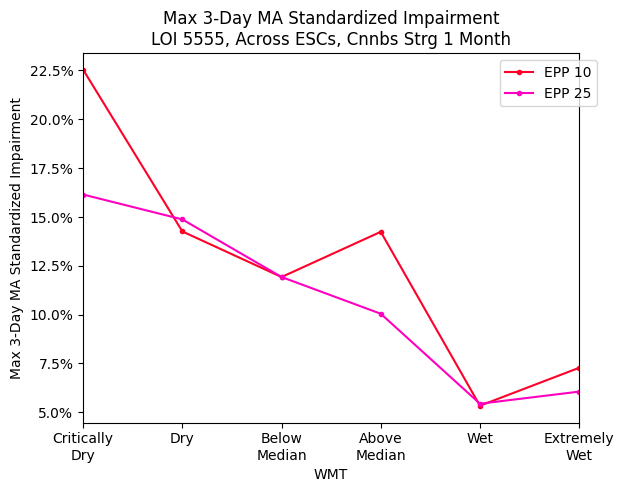 Max 3-Day MA Standardized Impairment
LOI 5555, Across ESCs, Cnnbs Strg 1 Month
EPP 10
EPP 25
Max 3-Day MA Standardized Impairment
22.5%
20.0%
17.5%
15.0%
12.5%
10.0%
7.5%
5.0%
Critically
Dry
Dry
Below
Median
Above
Median
Wet
Extremely
Wet
WMT